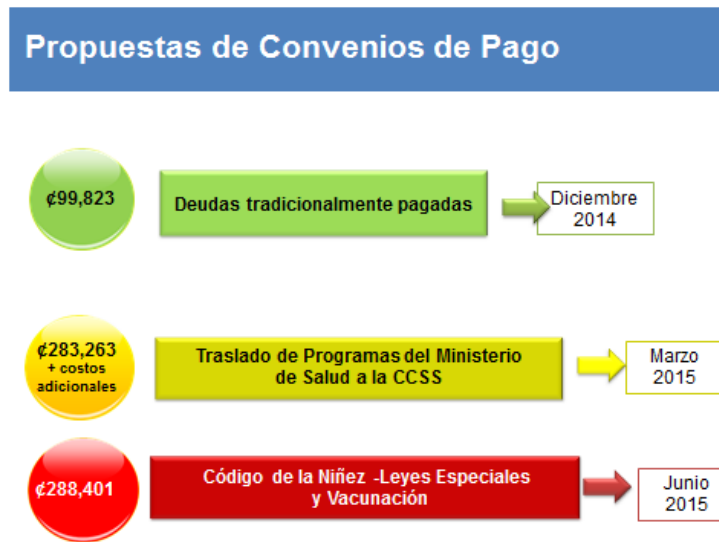 Propuestas de Convenios de Pago
¢99,823
Deudas tradicionalmente pagadas
Diciembre
2014
¢283,263
+ costos
adicionales
Traslado de Programas del Ministerio
de Salud a la CCSS
Marzo
2015
¢288,401
Código de la Niñez -Leyes Especiales
y Vacunación
Junio
2015